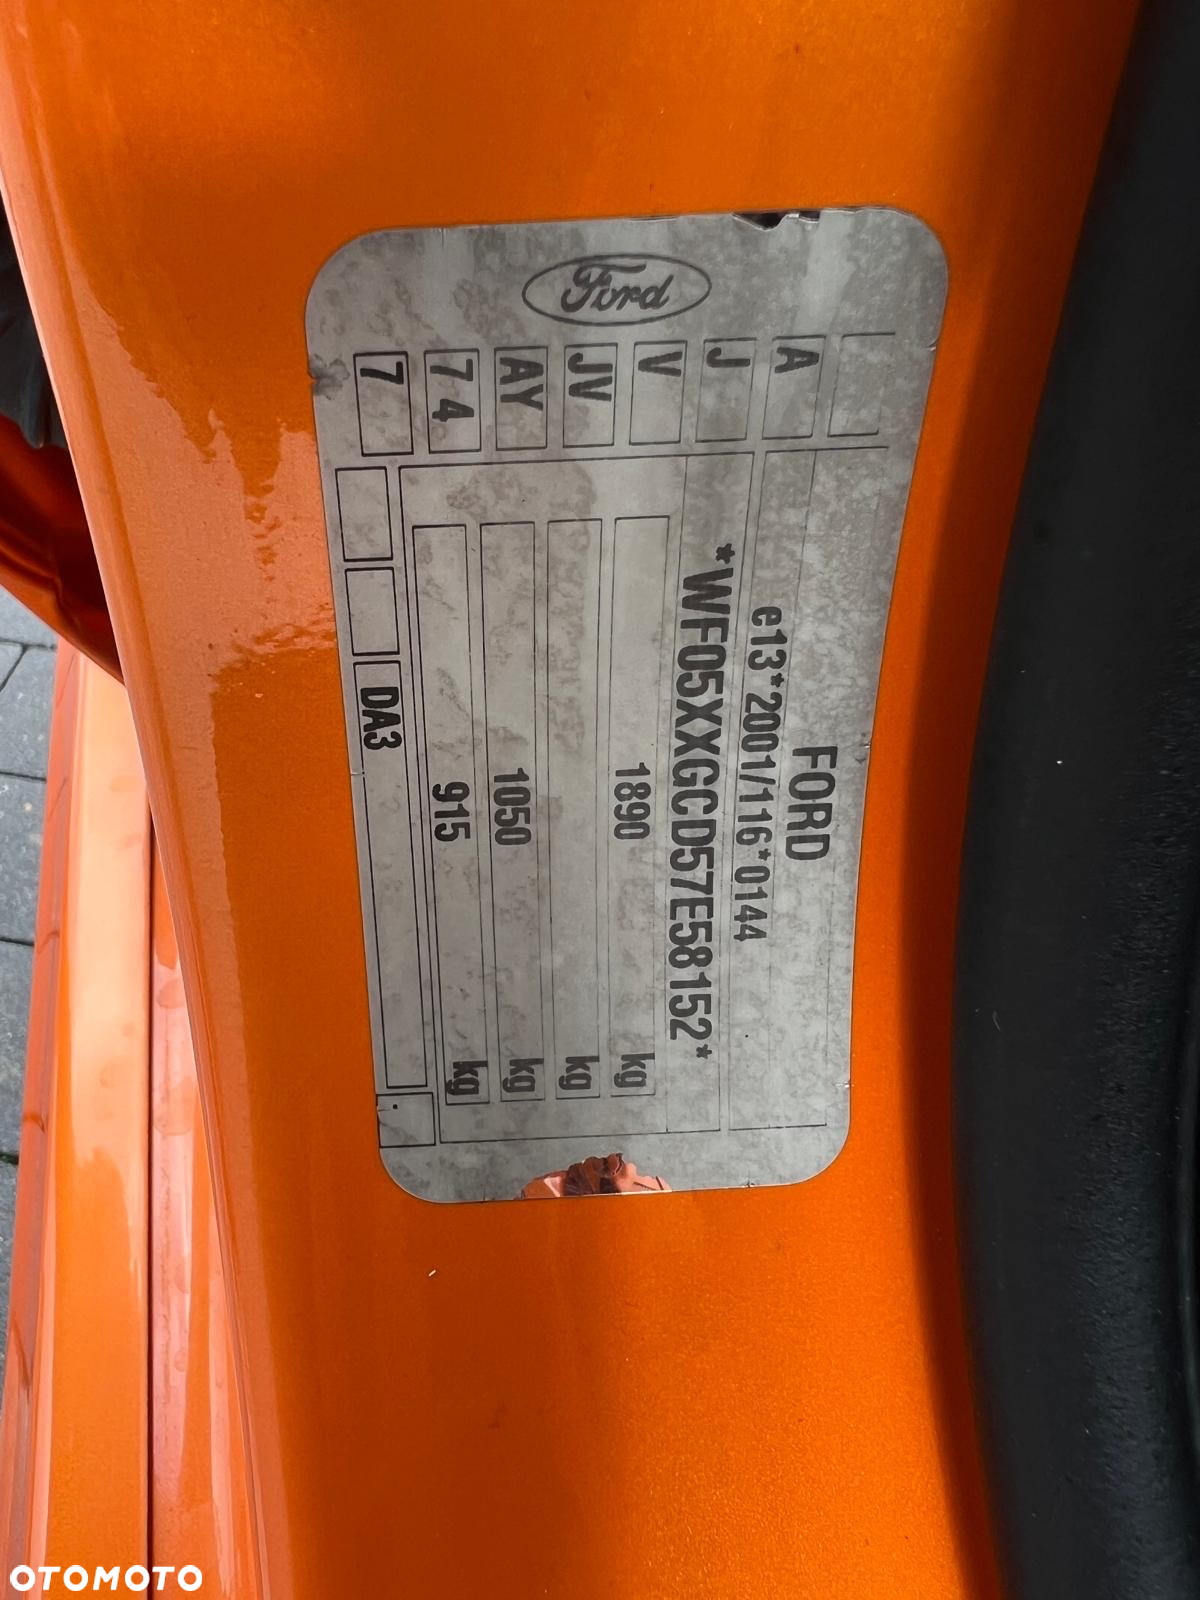 Ford
FORD
e13*2001/116*0144
*WF05XXGCD57E58152*
1890 kg
kg
1050 kg
915 kg
A
J
V
JV
AY
7 4
7
DA3
OTOMOTO